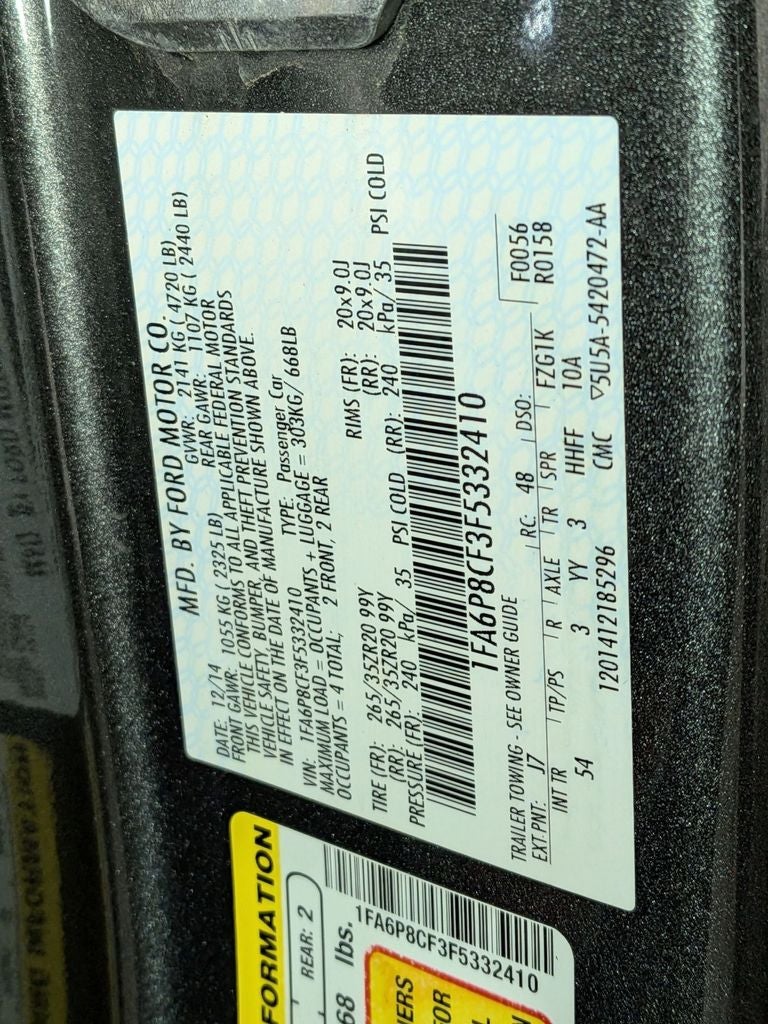 MFD. BY FORD MOTOR CO.
DATE: 12/14 GVWR: 2141 KG ( 4720 LB)
FRONT GAWR: 1055 KG ( 2325 LB) REAR GAWR: 1107 KG ( 2440 LB)
THIS VEHICLE CONFORMS TO ALL APPLICABLE FEDERAL MOTOR
VEHICLE SAFETY, BUMPER, AND THEFT PREVENTION STANDARDS
IN EFFECT ON THE DATE OF MANUFACTURE SHOWN ABOVE.
VIN: 1FA6P8CF3F5332410 TYPE: Passenger Car
MAXIMUM LOAD = OCCUPANTS + LUGGAGE = 303KG/ 668LB
OCCUPANTS = 4 TOTAL; 2 FRONT, 2 REAR
TIRE (FR): 265/35ZR20 99Y RIMS (FR): 20x9.0J
(RR): 265/35ZR20 99Y (RR): 20x9.0J
PRESSURE (FR): 240 kPa/ 35 PSI COLD (RR): 240 kPa/ 35 PSI COLD
1FA6P8CF3F5332410
TRAILER TOWING - SEE OWNER GUIDE
F0056
EXT PNT: J7 RC: 48 DSO: FZG1K R0158
INT TR TP/PS R AXLE TR SPR 10A
54 3 YY 3 HHFF
1201412185296 CMC 5U5A-5420472-AA
FORMATION
REAR: 2
68 lbs.
1FA6P8CF3F5332410